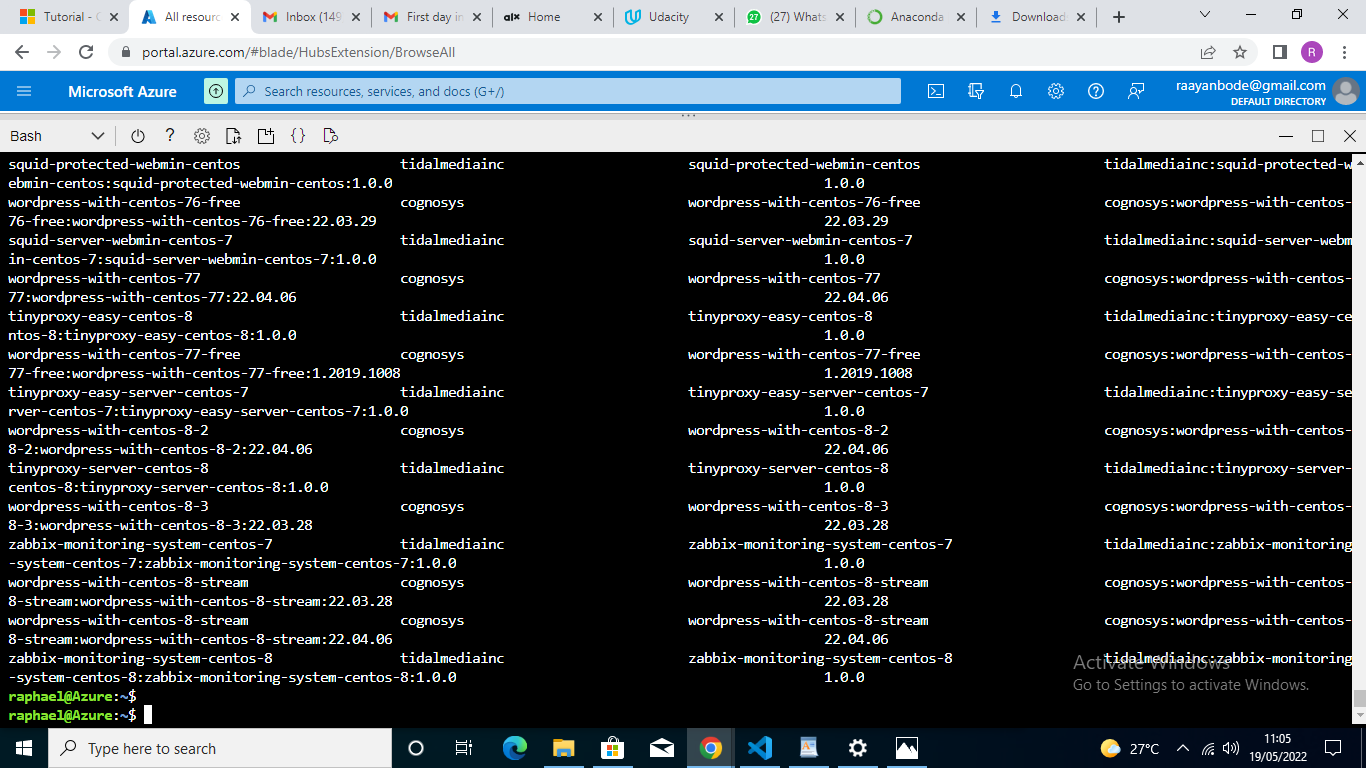 Tutorial - C
All resourc
Inbox (149
First day in
alx Home
Udacity
27 (27) Whats
Anaconda
Download
portal.azure.com/#blade/HubsExtension/BrowseAll
R
Microsoft Azure
Search resources, services, and docs (G+/)
raayanbode@gmail.com
DEFAULT DIRECTORY
Bash
squid-protected-webmin-centos tidalmediainc squid-protected-webmin-centos tidalmediainc:squid-protected-w
ebmin-centos:squid-protected-webmin-centos:1.0.0 1.0.0
wordpress-with-centos-76-free cognosys wordpress-with-centos-76-free cognosys:wordpress-with-centos-
76-free:wordpress-with-centos-76-free:22.03.29 22.03.29
squid-server-webmin-centos-7 tidalmediainc squid-server-webmin-centos-7 tidalmediainc:squid-server-webm
in-centos-7:squid-server-webmin-centos-7:1.0.0 1.0.0
wordpress-with-centos-77 cognosys wordpress-with-centos-77 cognosys:wordpress-with-centos-
77:wordpress-with-centos-77:22.04.06 22.04.06
tinyproxy-easy-centos-8 tidalmediainc tinyproxy-easy-centos-8 tidalmediainc:tinyproxy-easy-ce
ntos-8:tinyproxy-easy-centos-8:1.0.0 1.0.0
wordpress-with-centos-77-free cognosys wordpress-with-centos-77-free cognosys:wordpress-with-centos-
77-free:wordpress-with-centos-77-free:1.2019.1008 1.2019.1008
tinyproxy-easy-server-centos-7 tidalmediainc tinyproxy-easy-server-centos-7 tidalmediainc:tinyproxy-easy-se
rver-centos-7:tinyproxy-easy-server-centos-7:1.0.0 1.0.0
wordpress-with-centos-8-2 cognosys wordpress-with-centos-8-2 cognosys:wordpress-with-centos-
8-2:wordpress-with-centos-8-2:22.04.06 22.04.06
tinyproxy-server-centos-8 tidalmediainc tinyproxy-server-centos-8 tidalmediainc:tinyproxy-server-
centos-8:tinyproxy-server-centos-8:1.0.0 1.0.0
wordpress-with-centos-8-3 cognosys wordpress-with-centos-8-3 cognosys:wordpress-with-centos-
8-3:wordpress-with-centos-8-3:22.03.28 22.03.28
zabbix-monitoring-system-centos-7 tidalmediainc zabbix-monitoring-system-centos-7 tidalmediainc:zabbix-monitoring
-system-centos-7:zabbix-monitoring-system-centos-7:1.0.0 1.0.0
wordpress-with-centos-8-stream cognosys wordpress-with-centos-8-stream cognosys:wordpress-with-centos-
8-stream:wordpress-with-centos-8-stream:22.03.28 22.03.28
wordpress-with-centos-8-stream cognosys wordpress-with-centos-8-stream cognosys:wordpress-with-centos-
8-stream:wordpress-with-centos-8-stream:22.04.06 22.04.06
zabbix-monitoring-system-centos-8 tidalmediainc zabbix-monitoring-system-centos-8 tidalmediainc:zabbix-monitoring
-system-centos-8:zabbix-monitoring-system-centos-8:1.0.0 1.0.0
Activate Windows
Go to Settings to activate Windows.
raphael@Azure:~$
raphael@Azure:~$
Type here to search
27°C
11:05
19/05/2022